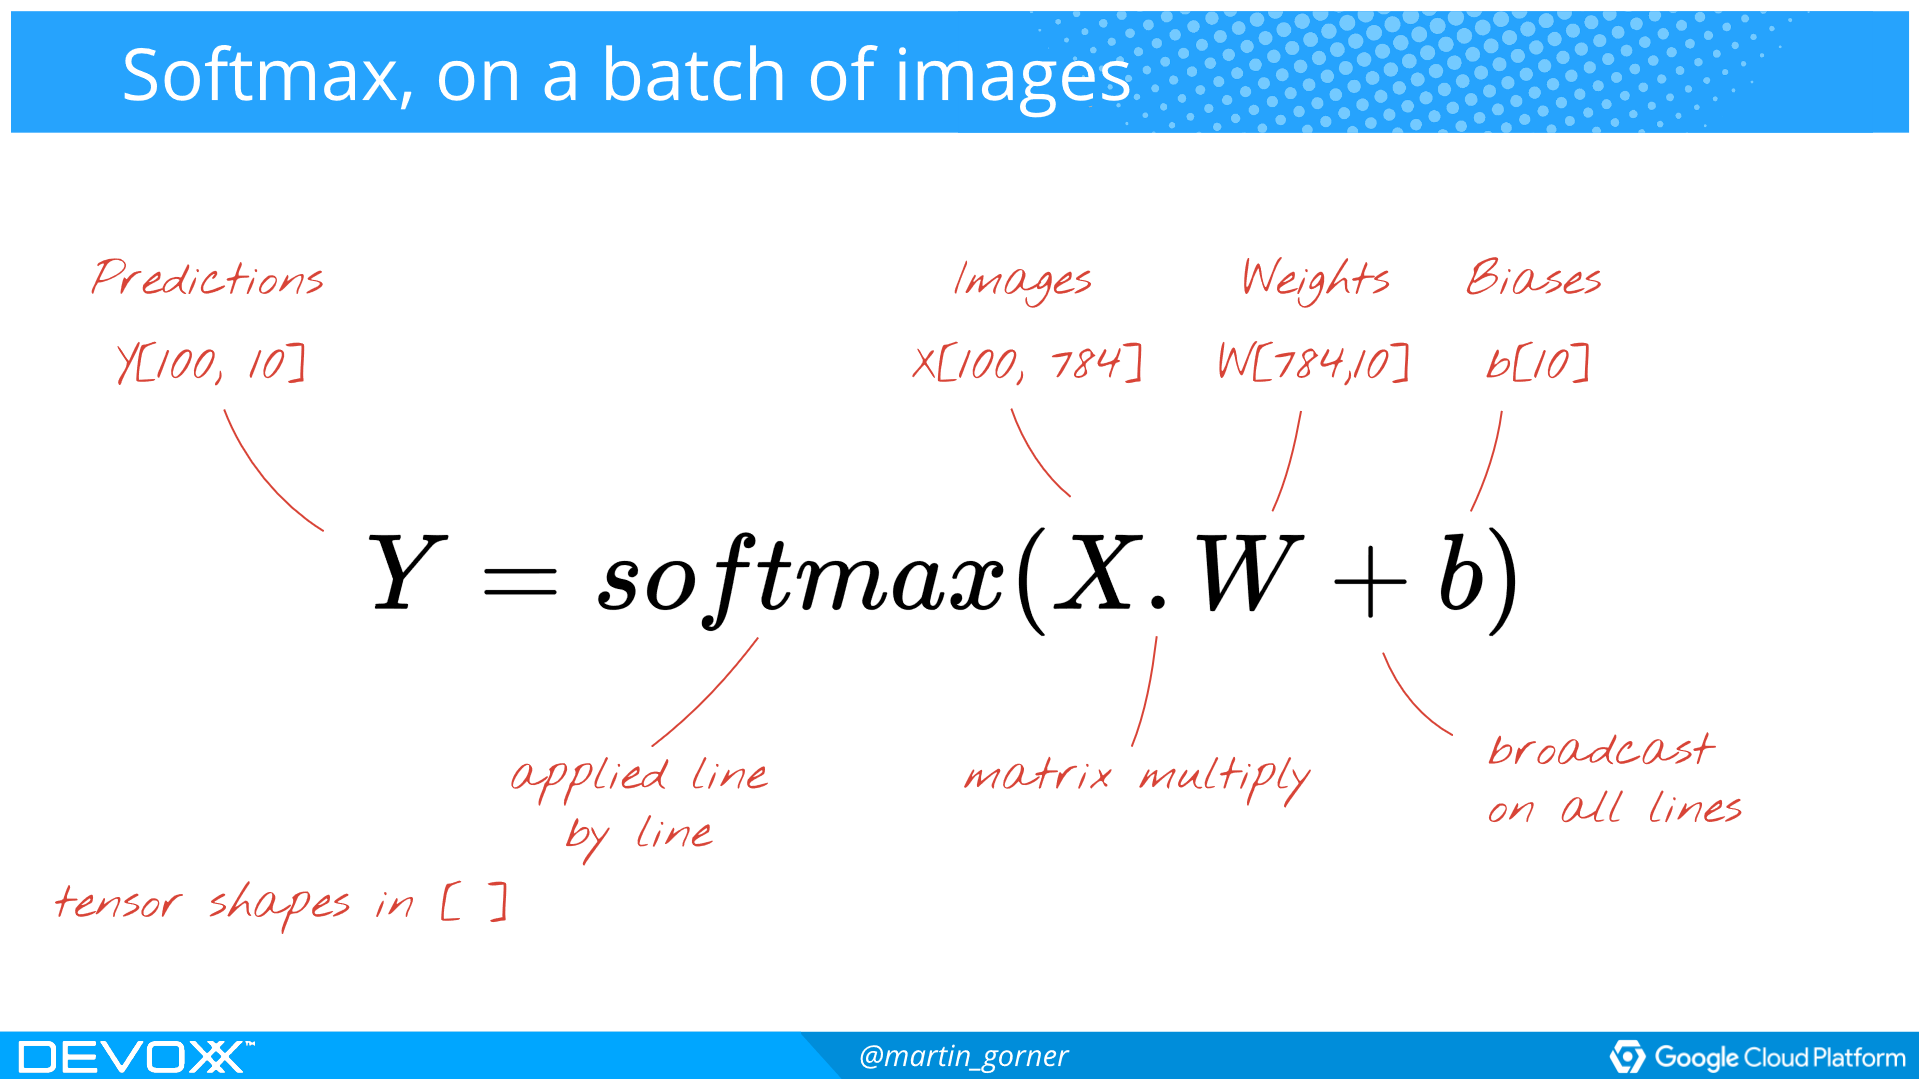 Softmax, on a batch of images
Predictions Images Weights Biases
Y[100, 10] X[100, 784] W[784,10] b[10]
Y = softmax(X.W + b)
applied line
by line
matrix multiply
broadcast
on all lines
tensor shapes in [ ]
DEVOXX™
@martin_gorner
Google Cloud Platform